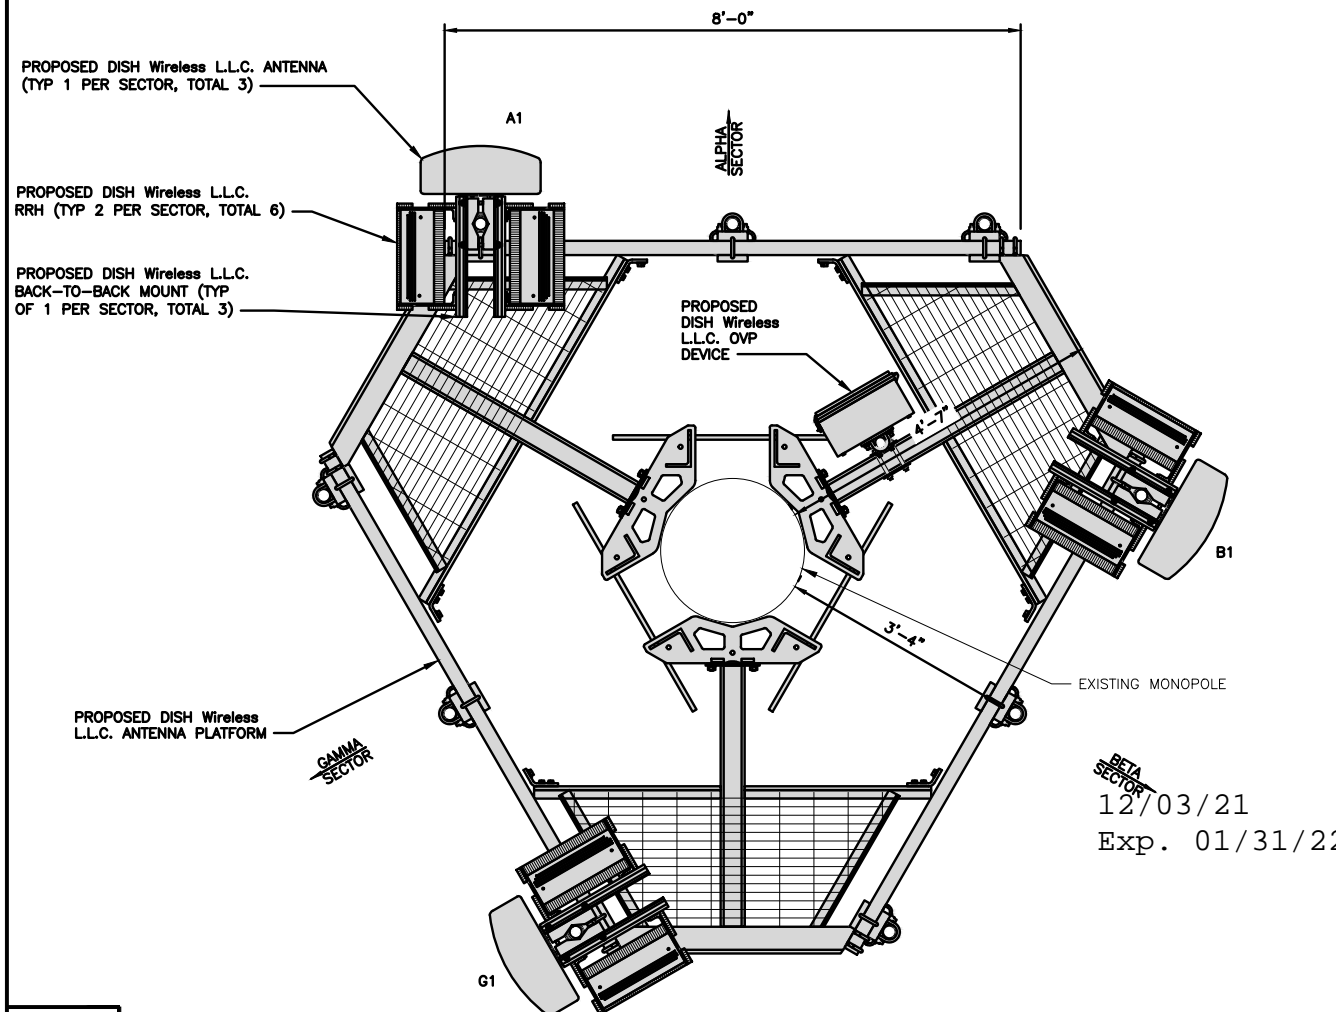 8'-0"
PROPOSED DISH Wireless L.L.C. ANTENNA
(TYP 1 PER SECTOR, TOTAL 3)
A1
ALPHA
SECTOR
PROPOSED DISH Wireless L.L.C.
RRH (TYP 2 PER SECTOR, TOTAL 6)
PROPOSED DISH Wireless L.L.C.
BACK-TO-BACK MOUNT (TYP
OF 1 PER SECTOR, TOTAL 3)
PROPOSED
DISH Wireless
L.L.C. OVP
DEVICE
4'-7"
B1
3'-4"
EXISTING MONOPOLE
PROPOSED DISH Wireless
L.L.C. ANTENNA PLATFORM
GAMMA
SECTOR
BETA
SECTOR
12/03/21
Exp. 01/31/22
G1